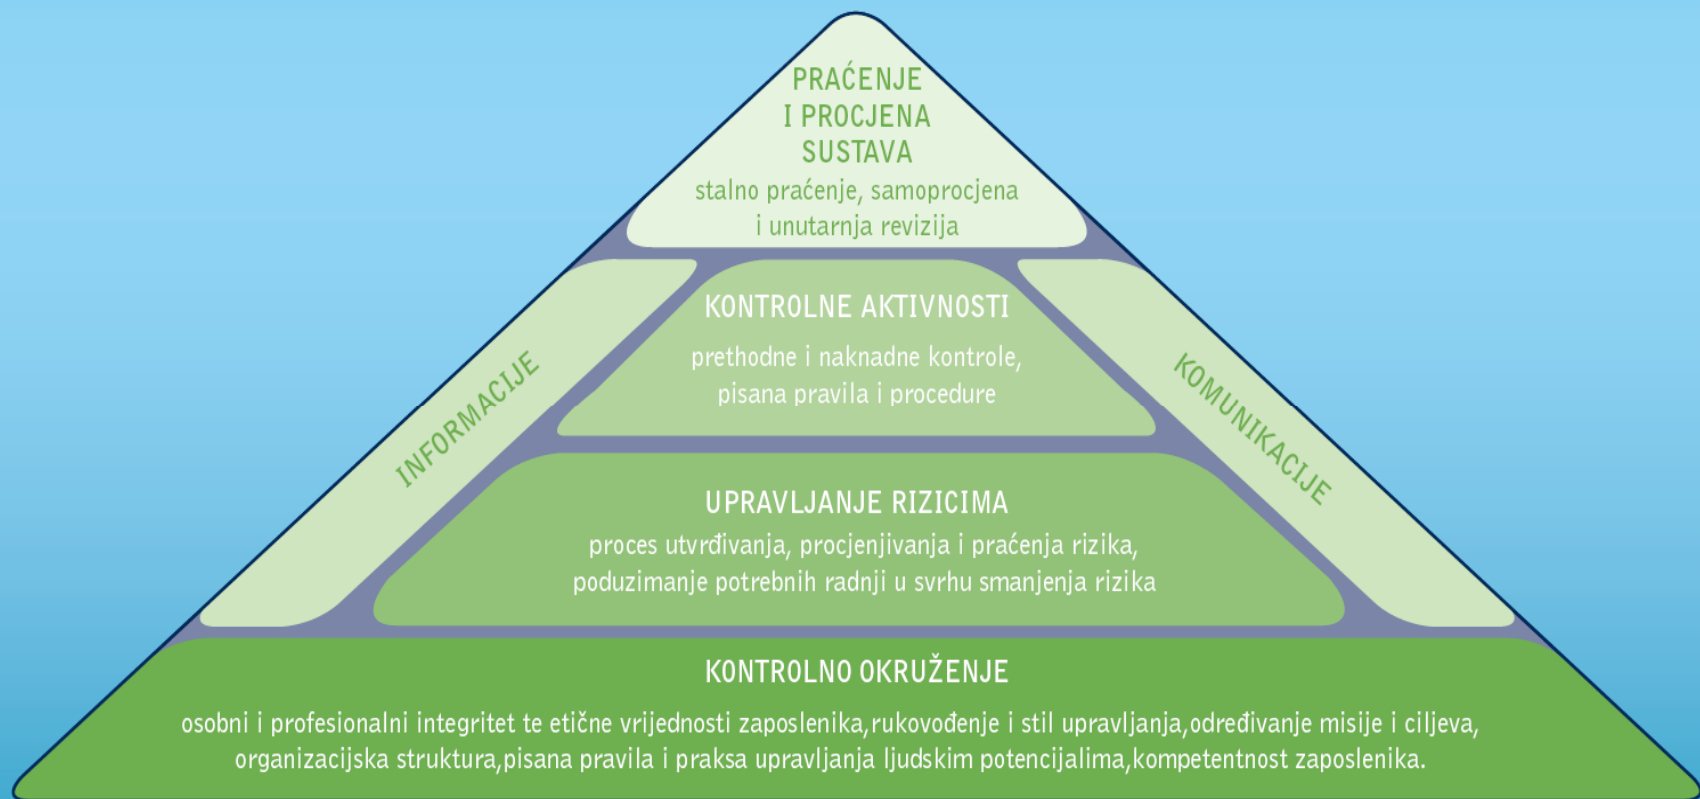 PRAĆENJE
I PROCJENA
SUSTAVA
stalno praćenje, samoprocjena
i unutarnja revizija
INFORMACIJE
KONTROLNE AKTIVNOSTI
prethodne i naknadne kontrole,
pisana pravila i procedure
KOMUNIKACIJE
UPRAVLJANJE RIZICIMA
proces utvrđivanja, procjenjivanja i praćenja rizika,
poduzimanje potrebnih radnji u svrhu smanjenja rizika
KONTROLNO OKRUŽENJE
osobni i profesionalni integritet te etične vrijednosti zaposlenika,rukovođenje i stil upravljanja,određivanje misije i ciljeva,
organizacijska struktura,pisana pravila i praksa upravljanja ljudskim potencijalima,kompetentnost zaposlenika.